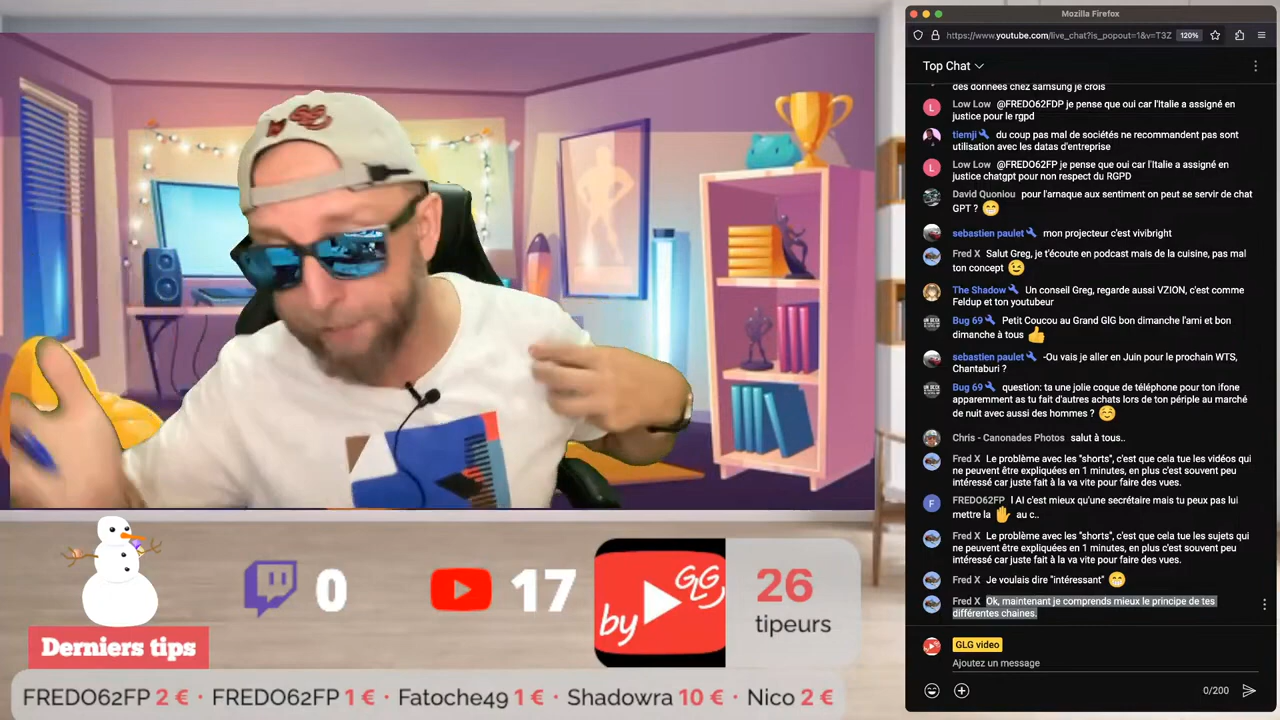 Mozilla Firefox
https://www.youtube.com/live_chat?is_popout=1&v=T3Z
120%
Top Chat
des données chez samsung je crois
Low Low @FREDO62FDP je pense que oui car l'Italie a assigné en
justice pour le rgpd
tiemji du coup pas mal de sociétés ne recommandent pas sont
utilisation avec les datas d'entreprise
Low Low @FREDO62FP je pense que oui car l'Italie a assigné en
justice chatgpt pour non respect du RGPD
David Quoniou pour l'arnaque aux sentiment on peut se servir de chat
GPT ? 😁
sebastien paulet mon projecteur c'est vivibright
Fred X Salut Greg, je t'écoute en podcast mais de la cuisine, pas mal
ton concept 😉
The Shadow Un conseil Greg, regarde aussi VZION, c'est comme
Feldup et ton youtubeur
Bug 69 Petit Coucou au Grand GIG bon dimanche l'ami et bon
dimanche à tous 👍
sebastien paulet -Ou vais je aller en Juin pour le prochain WTS,
Chantaburi ?
Bug 69 question: ta une jolie coque de téléphone pour ton ifone
apparemment as tu fait d'autres achats lors de ton périple au marché
de nuit avec aussi des hommes ? ☺️
Chris - Canonades Photos salut à tous..
Fred X Le problème avec les "shorts", c'est que cela tue les vidéos qui
ne peuvent être expliquées en 1 minutes, en plus c'est souvent peu
intéressé car juste fait à la va vite pour faire des vues.
F
FREDO62FP l AI c'est mieux qu'une secrétaire mais tu peux pas lui
mettre la ✋ au c..
Fred X Le problème avec les "shorts", c'est que cela tue les sujets qui
ne peuvent être expliquées en 1 minutes, en plus c'est souvent peu
intéressé car juste fait à la va vite pour faire des vues.
Fred X Je voulais dire "intéressant" 😁
Fred X Ok, maintenant je comprends mieux le principe de tes
différentes chaines.
GLG video
Ajoutez un message
0/200
0
17
by GLG
26
tipeurs
Derniers tips
FREDO62FP 2 € · FREDO62FP 1 € · Fatoche49 1 € · Shadowra 10 € · Nico 2 €